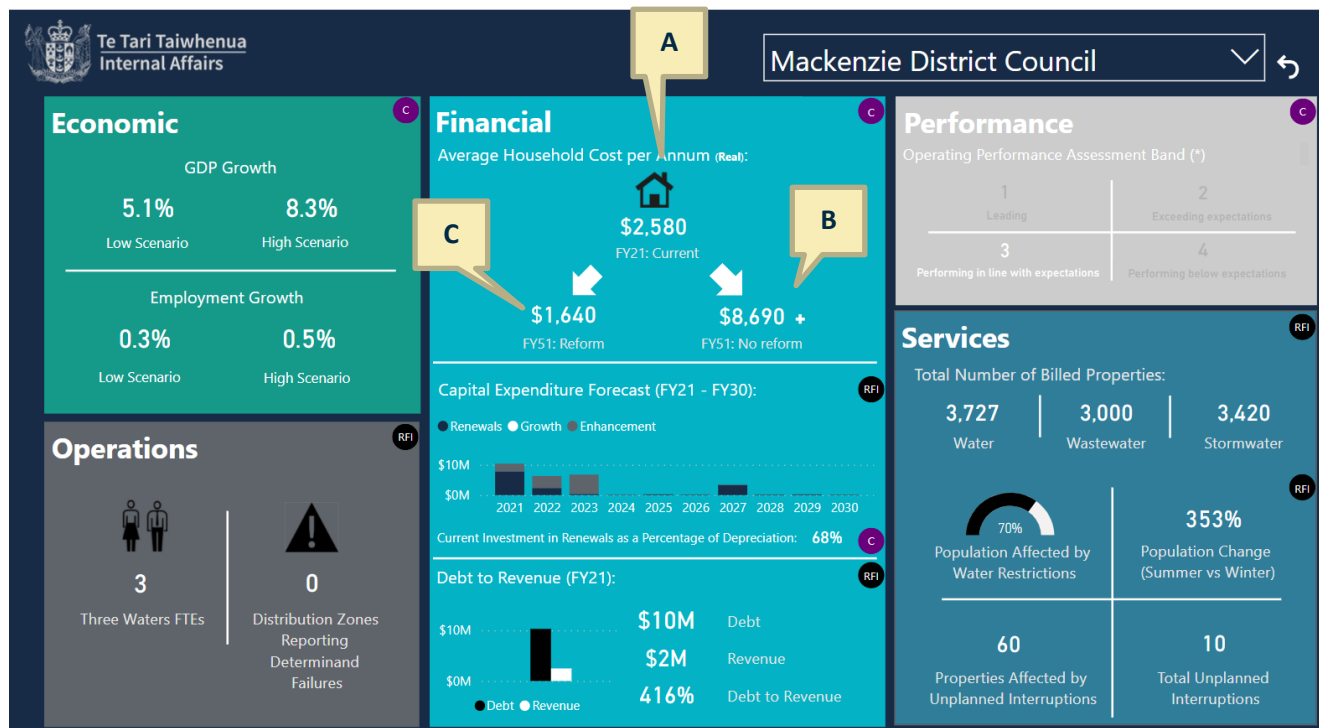 Te Tari Taiwhenua
Internal Affairs
A
Mackenzie District Council
Economic
C
GDP Growth
5.1%
8.3%
Low Scenario
High Scenario
Employment Growth
0.3%
0.5%
Low Scenario
High Scenario
Operations
RFI
3
0
Three Waters FTEs
Distribution Zones
Reporting
Determinand
Failures
Financial
C
Average Household Cost per Annum (Real):
$2,580
FY21: Current
C
B
$1,640
$8,690 +
FY51: Reform
FY51: No reform
Capital Expenditure Forecast (FY21 - FY30):
RFI
Renewals Growth Enhancement
$10M
$0M
2021 2022 2023 2024 2025 2026 2027 2028 2029 2030
Current Investment in Renewals as a Percentage of Depreciation: 68%
C
Debt to Revenue (FY21):
RFI
$10M
$0M
Debt Revenue
$10M Debt
$2M Revenue
416% Debt to Revenue
Performance
C
Operating Performance Assessment Band (*)
1
2
Leading
Exceeding expectations
3
4
Performing in line with expectations
Performing below expectations
Services
RFI
Total Number of Billed Properties:
3,727
3,000
3,420
Water
Wastewater
Stormwater
RFI
70%
353%
Population Affected by
Water Restrictions
Population Change
(Summer vs Winter)
60
10
Properties Affected by
Unplanned Interruptions
Total Unplanned
Interruptions